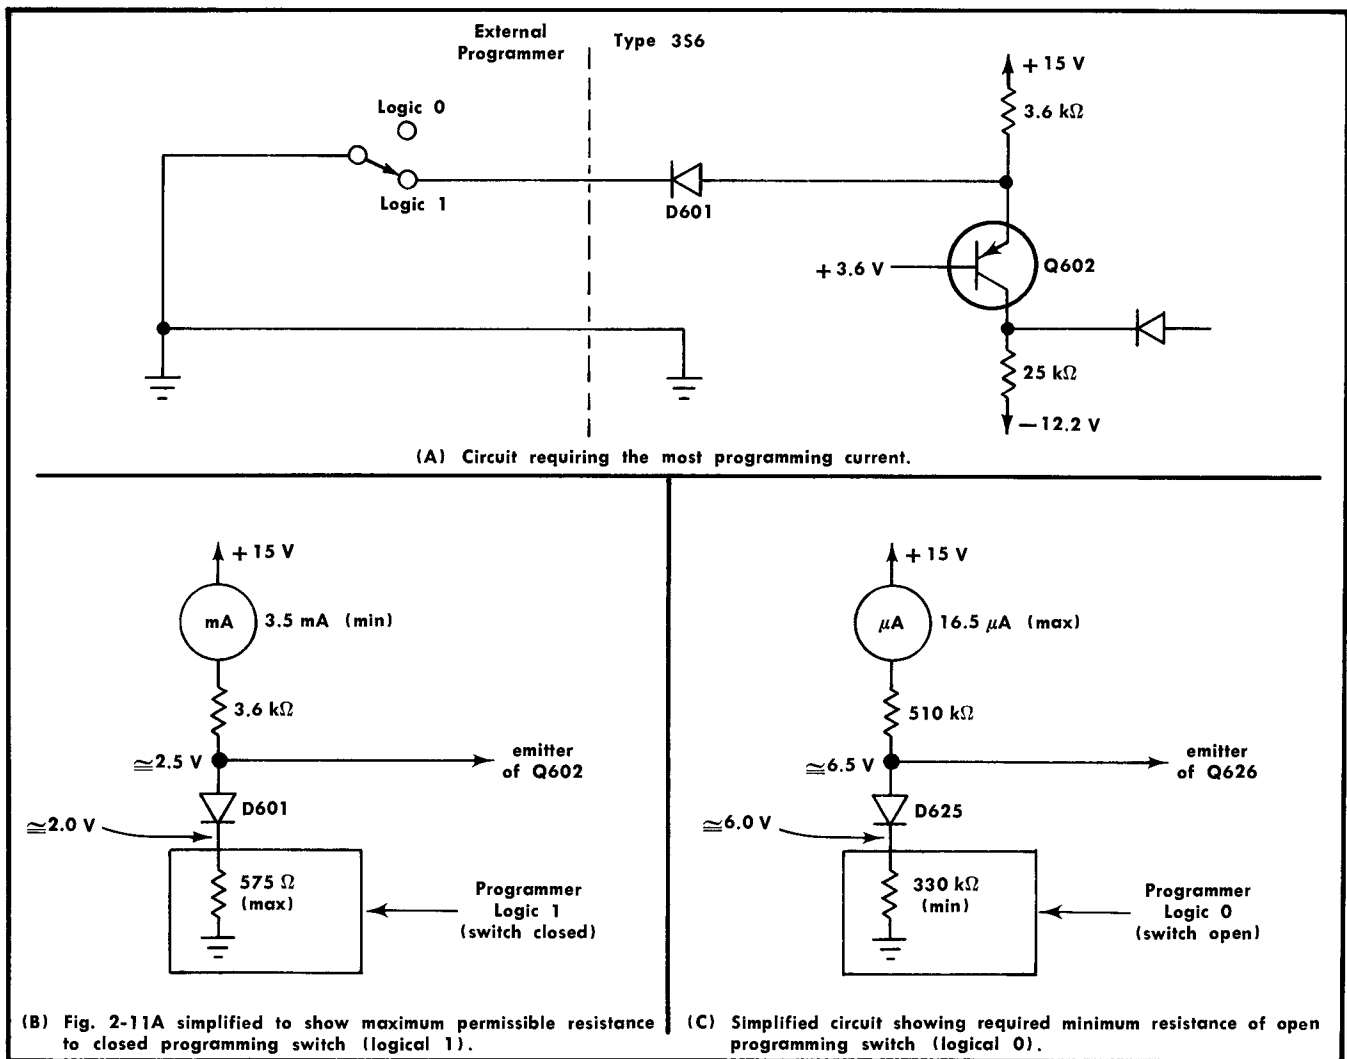 External
Programmer
Type 3S6
Logic 0
Logic 1
D601
+15 V
3.6 kΩ
+3.6 V
Q602
25 kΩ
−12.2 V
(A) Circuit requiring the most programming current.
+15 V
mA
3.5 mA (min)
3.6 kΩ
≅2.5 V
emitter
of Q602
D601
≅2.0 V
575 Ω
(max)
Programmer
Logic 1
(switch closed)
(B) Fig. 2-11A simplified to show maximum permissible resistance
to closed programming switch (logical 1).
+15 V
μA
16.5 μA (max)
510 kΩ
≅6.5 V
emitter
of Q626
D625
≅6.0 V
330 kΩ
(min)
Programmer
Logic 0
(switch open)
(C) Simplified circuit showing required minimum resistance of open
programming switch (logical 0).